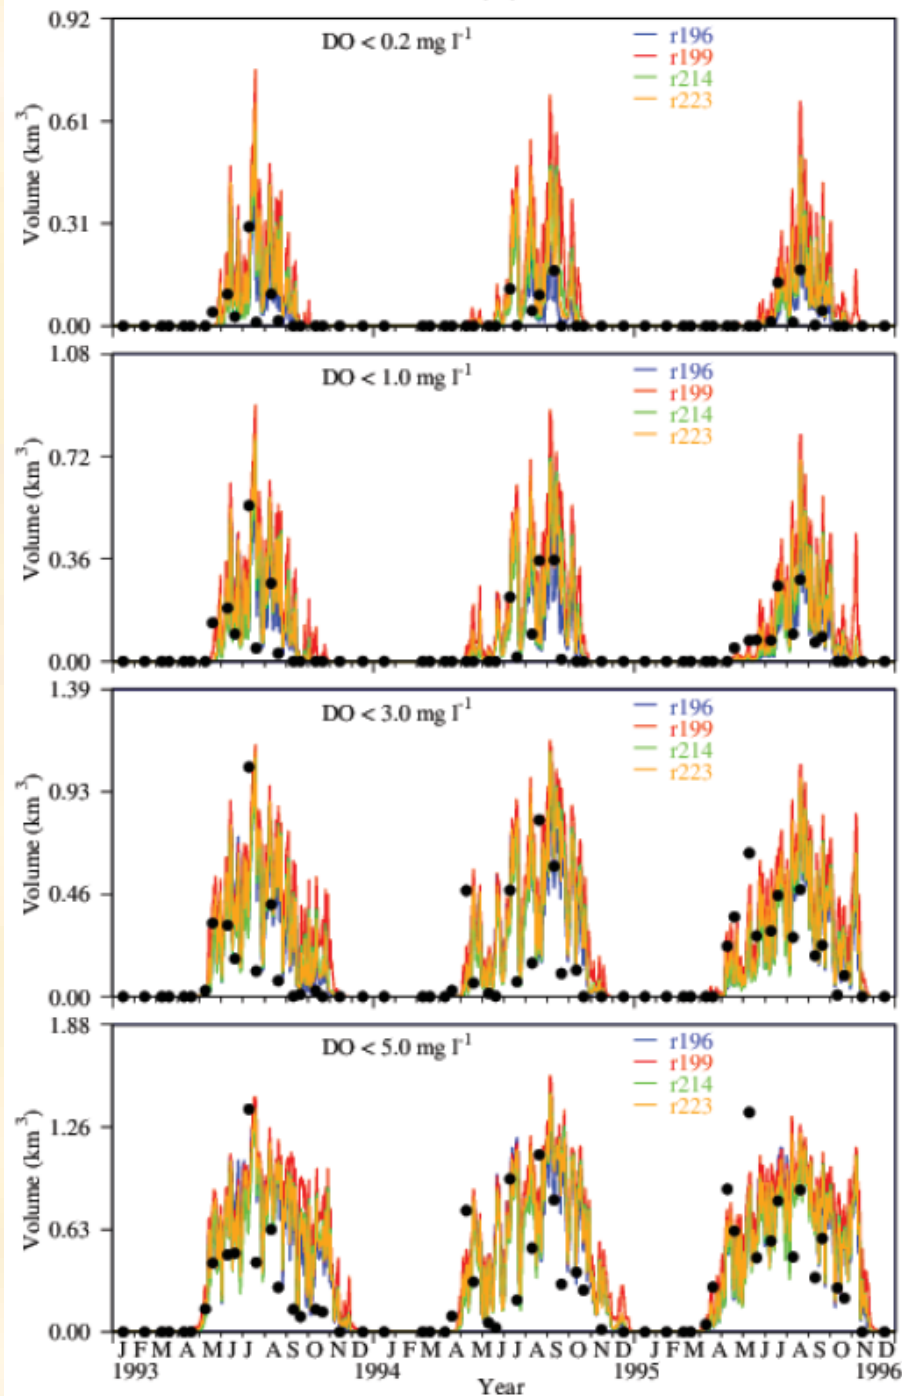 0.92
DO < 0.2 mg l-1
r196
r199
r214
r223
0.61
0.31
0.00
Volume (km3)
1.08
DO < 1.0 mg l-1
r196
r199
r214
r223
0.72
0.36
0.00
Volume (km3)
1.39
DO < 3.0 mg l-1
r196
r199
r214
r223
0.93
0.46
0.00
Volume (km3)
1.88
DO < 5.0 mg l-1
r196
r199
r214
r223
1.26
0.63
0.00
Volume (km3)
J F M A M J J A S O N D J F M A M J J A S O N D J F M A M J J A S O N D
1993 1994 1995 1996
Year